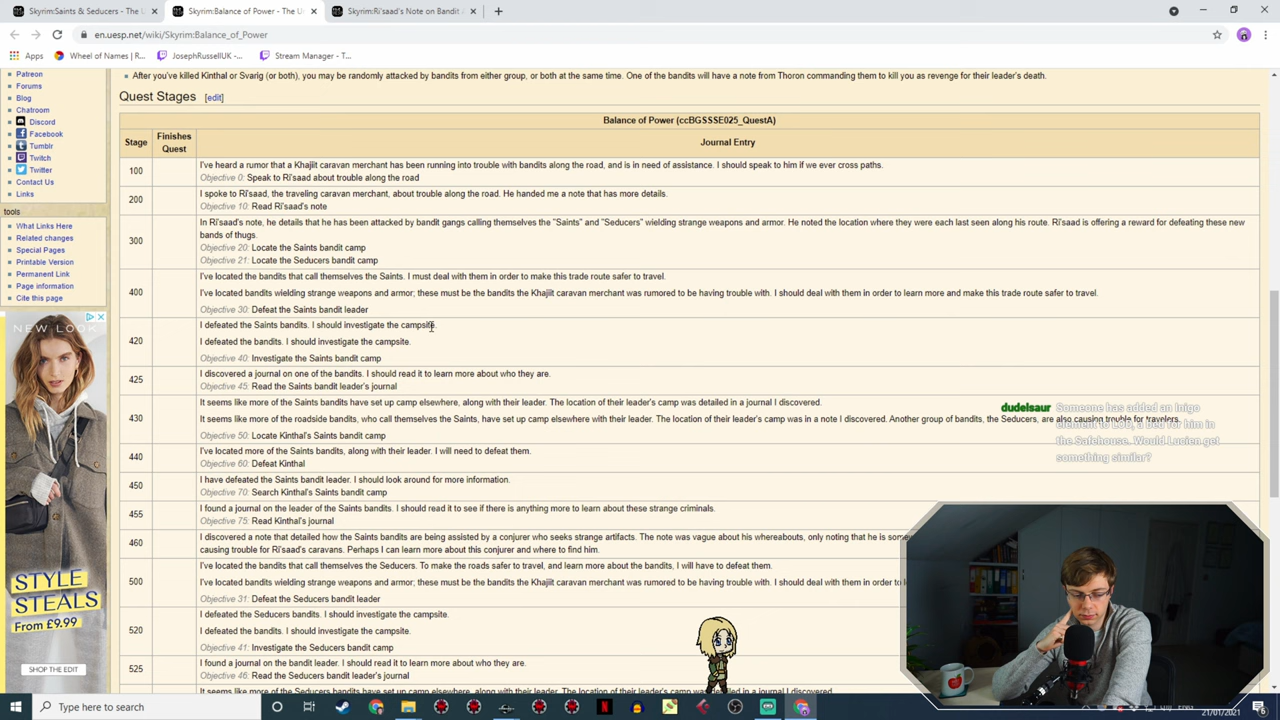 Skyrim:Saints & Seducers - The U
Skyrim:Balance of Power - The U
Skyrim:Ri'saad's Note on Bandit A
en.uesp.net/wiki/Skyrim:Balance_of_Power
Apps
Wheel of Names | R...
JosephRussellUK -...
Stream Manager - T...
Patreon
Forums
Blog
Chatroom
Discord
Facebook
Tumblr
Twitch
Twitter
Contact Us
Links
tools
What Links Here
Related changes
Special Pages
Printable Version
Permanent Link
Page information
Cite this page
NEW LOOK
STYLE
STEALS
From £9.99
SHOP THE EDIT
After you've killed Kinthal or Svarig (or both), you may be randomly attacked by bandits from either group, or both at the same time. One of the bandits will have a note from Thoron commanding them to kill you as revenge for their leader's death.
Quest Stages [edit]
Balance of Power (ccBGSSSE025_QuestA)
Stage
Finishes
Quest
Journal Entry
100
I've heard a rumor that a Khajiit caravan merchant has been running into trouble with bandits along the road, and is in need of assistance. I should speak to him if we ever cross paths.
Objective 0: Speak to Ri'saad about trouble along the road
200
I spoke to Ri'saad, the traveling caravan merchant, about trouble along the road. He handed me a note that has more details.
Objective 10: Read Ri'saad's note
300
In Ri'saad's note, he details that he has been attacked by bandit gangs calling themselves the "Saints" and "Seducers" wielding strange weapons and armor. He noted the location where they were each last seen along his route. Ri'saad is offering a reward for defeating these new
bands of thugs.
Objective 20: Locate the Saints bandit camp
Objective 21: Locate the Seducers bandit camp
400
I've located the bandits that call themselves the Saints. I must deal with them in order to make this trade route safer to travel.
I've located bandits wielding strange weapons and armor; these must be the bandits the Khajiit caravan merchant was rumored to be having trouble with. I should deal with them in order to learn more and make this trade route safer to travel.
Objective 30: Defeat the Saints bandit leader
420
I defeated the Saints bandits. I should investigate the campsite.
I defeated the bandits. I should investigate the campsite.
Objective 40: Investigate the Saints bandit camp
425
I discovered a journal on one of the bandits. I should read it to learn more about who they are.
Objective 45: Read the Saints bandit leader's journal
430
It seems like more of the Saints bandits have set up camp elsewhere, along with their leader. The location of their leader's camp was detailed in a journal I discovered.
It seems like more of the roadside bandits, who call themselves the Saints, have set up camp elsewhere with their leader. The location of their leader's camp was in a note I discovered. Another group of bandits, the Seducers, are also causing for travelers.
Objective 50: Locate Kinthal's Saints bandit camp
440
I've located more of the Saints bandits, along with their leader. I will need to defeat them.
Objective 60: Defeat Kinthal
450
I have defeated the Saints bandit leader. I should look around for more information.
Objective 70: Search Kinthal's Saints bandit camp
455
I found a journal on the leader of the Saints bandits. I should read it to see if there is anything more to learn about these strange criminals.
Objective 75: Read Kinthal's journal
460
I discovered a note that detailed how the Saints bandits are being assisted by a conjurer who seeks strange artifacts. The note was vague about his whereabouts, only noting that he is
causing trouble for Ri'saad's caravans. Perhaps I can learn more about this conjurer and where to find him.
500
I've located the bandits that call themselves the Seducers. To make the roads safer to travel, and learn more about the bandits, I will have to defeat them.
I've located bandits wielding strange weapons and armor; these must be the bandits the Khajiit caravan merchant was rumored to be having trouble with. I should deal with them in order to
Objective 31: Defeat the Seducers bandit leader
520
I defeated the Seducers bandits. I should investigate the campsite.
I defeated the bandits. I should investigate the campsite.
Objective 41: Investigate the Seducers bandit camp
525
I found a journal on the bandit leader. I should read it to learn more about who they are.
Objective 46: Read the Seducers bandit leader's journal
It seems like more of the Seducers bandits have set up camp elsewhere, along with their leader. The location of their leader's camp was detailed in a journal I discovered.
dudelsaur Someone has added an Inigo
element to LOB, a bed for him in
the Safehouse. Would Lucien get
something similar?
Type here to search
ENG
21/01/2021
6